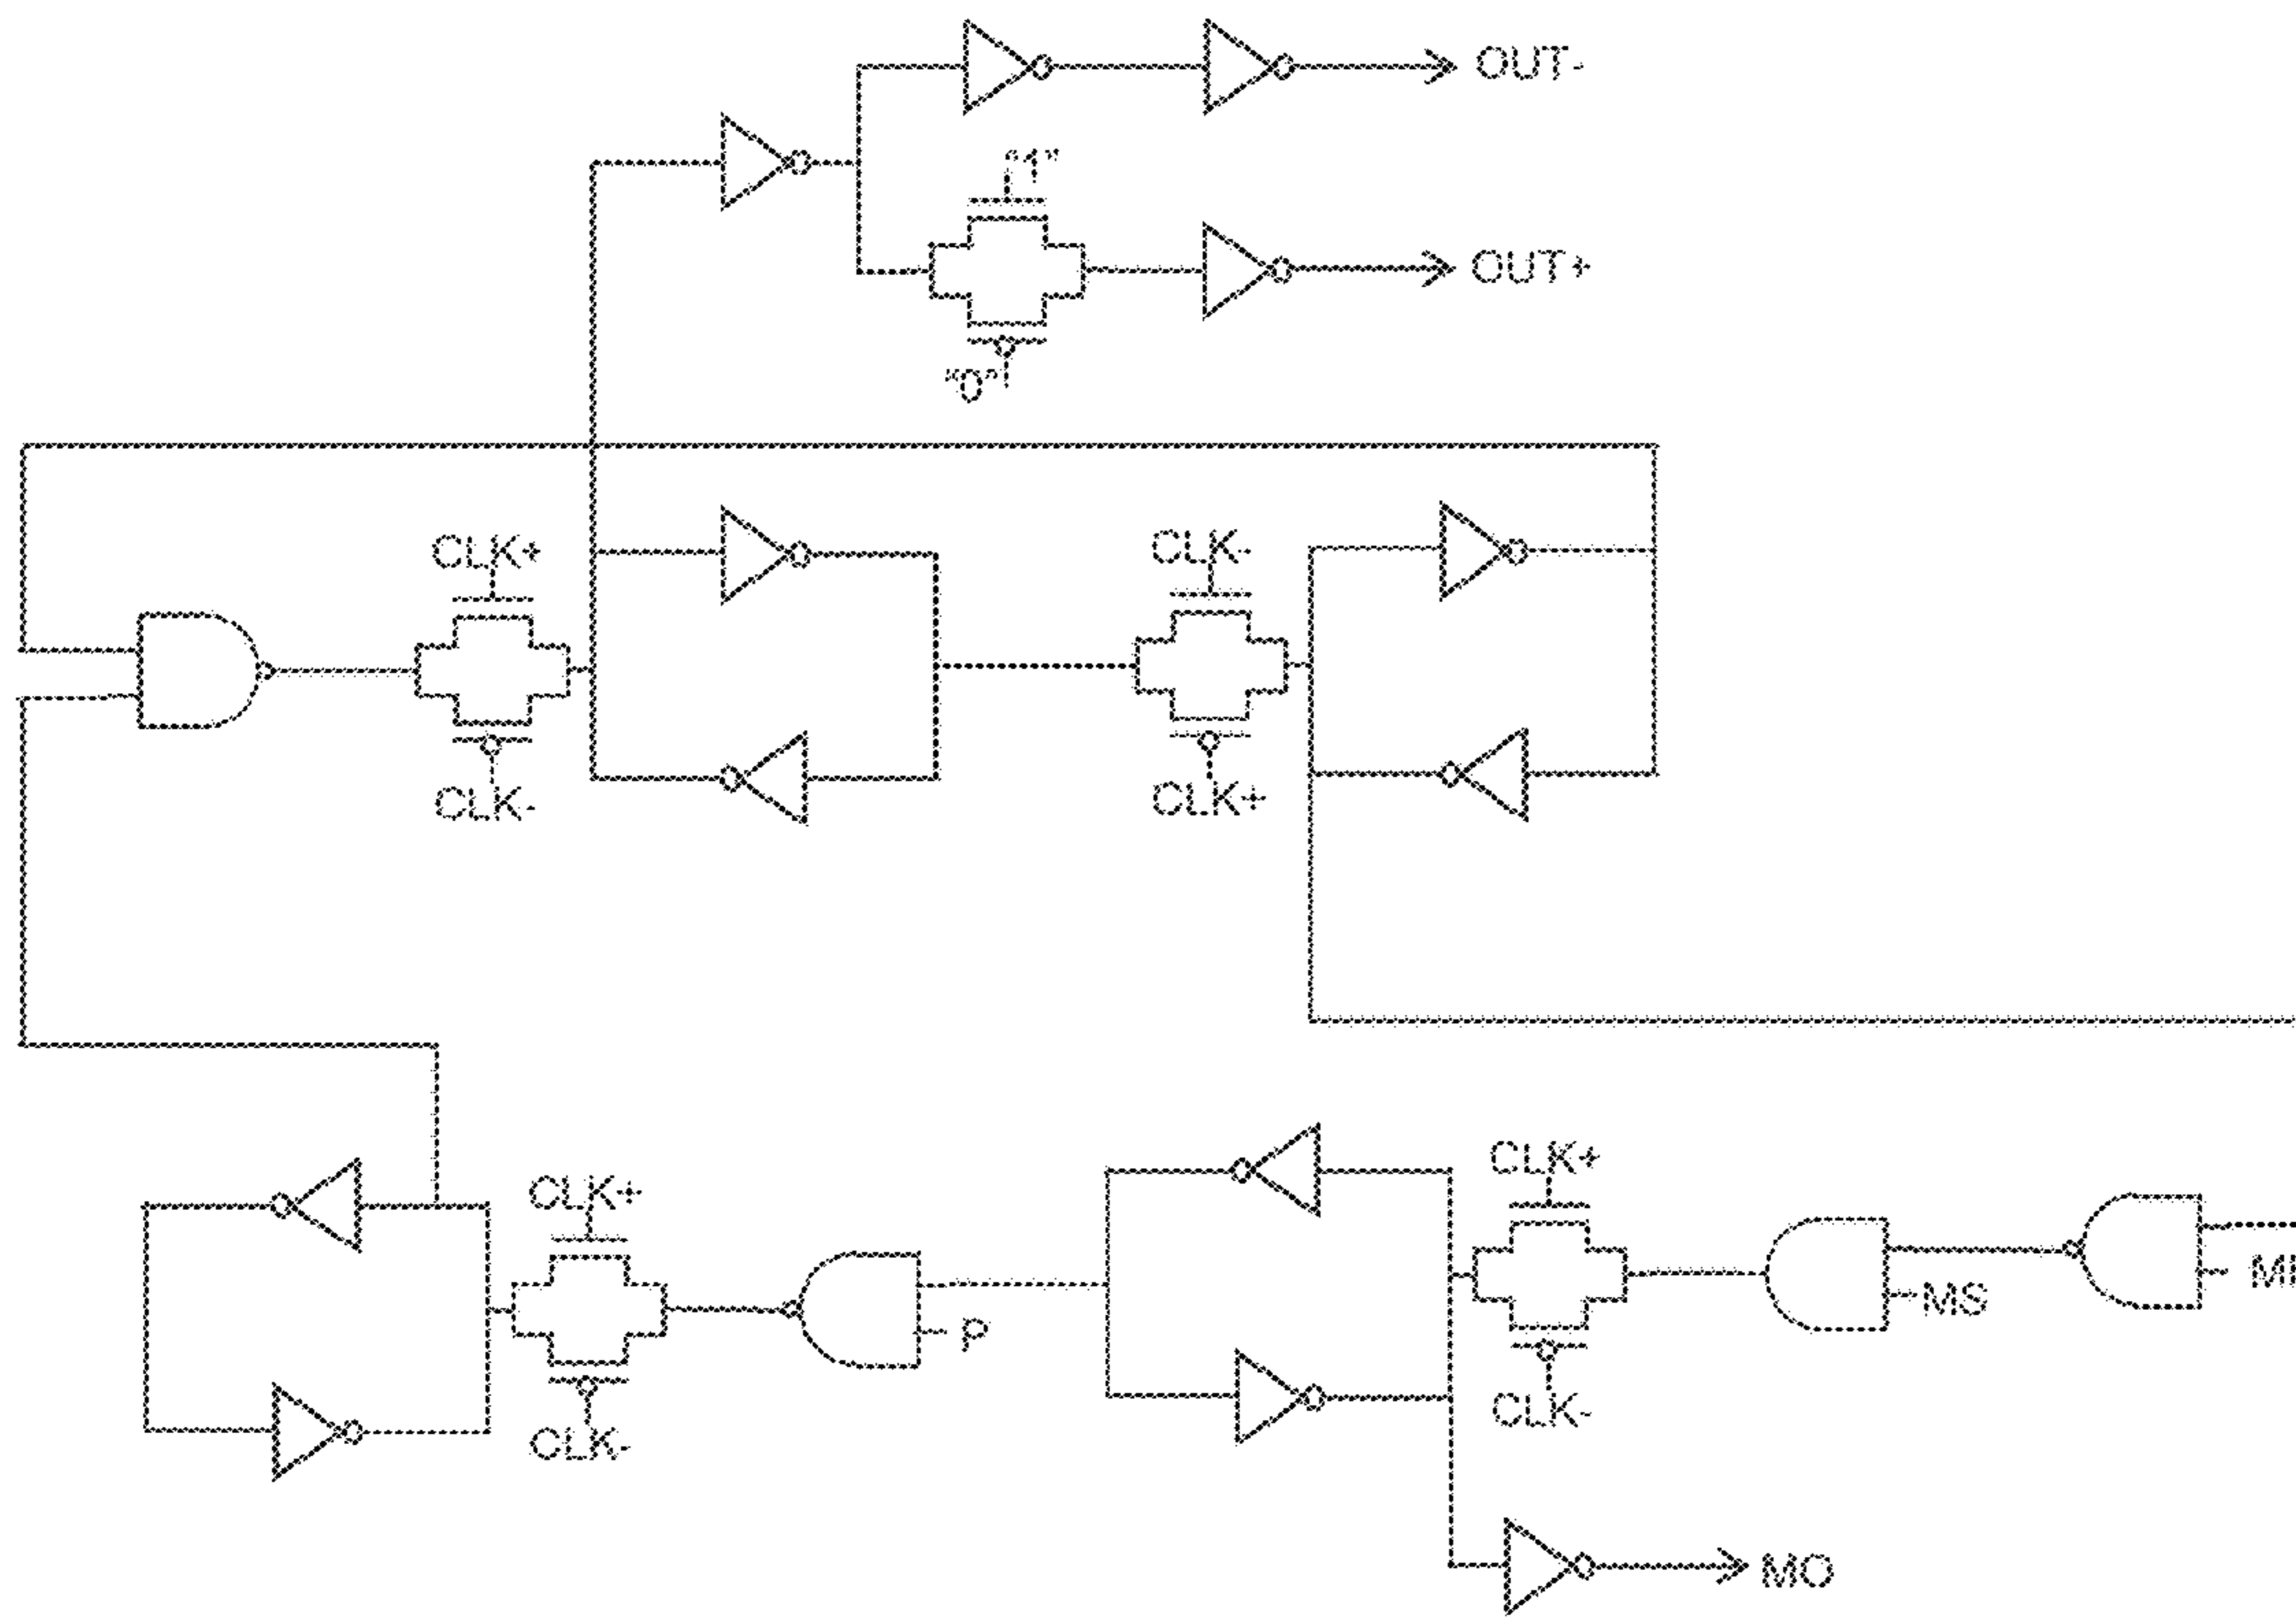 OUT-
"1"
OUT+
"0"
CLK+
CLK-
CLK-
CLK+
CLK+
CLK-
CLK+
CLK-
P
MS
MO